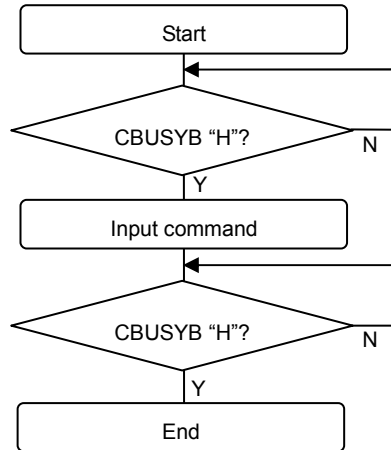 Start
CBUSYB “H”?
N
Y
Input command
CBUSYB “H”?
N
Y
End